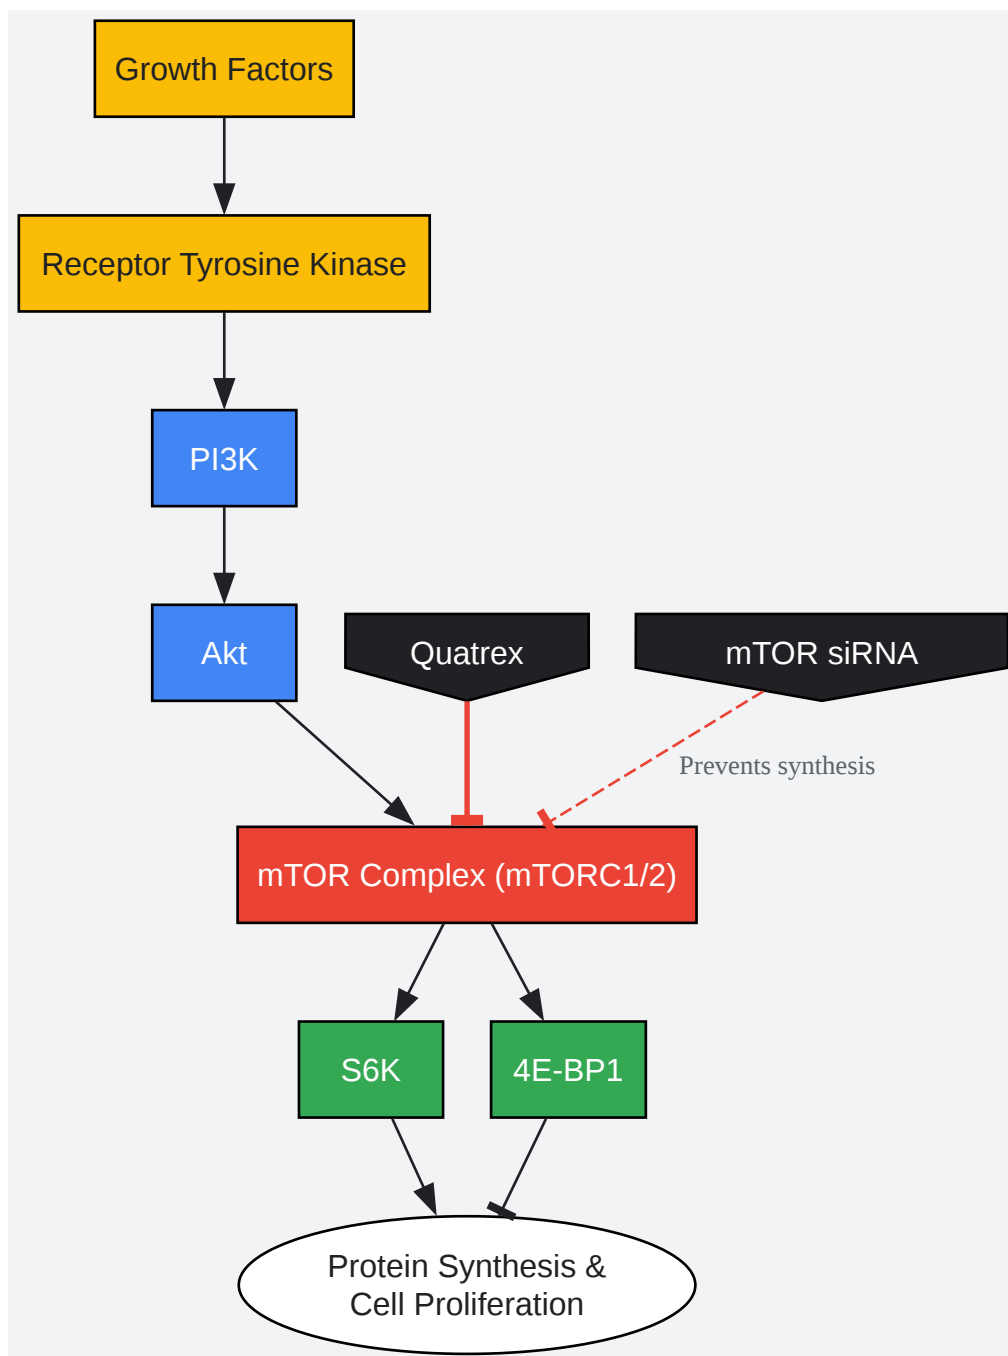 Growth Factors
Receptor Tyrosine Kinase
PI3K
Akt
Quatrex
mTOR siRNA
Prevents synthesis
mTOR Complex (mTORC1/2)
S6K
4E-BP1
Protein Synthesis &
Cell Proliferation